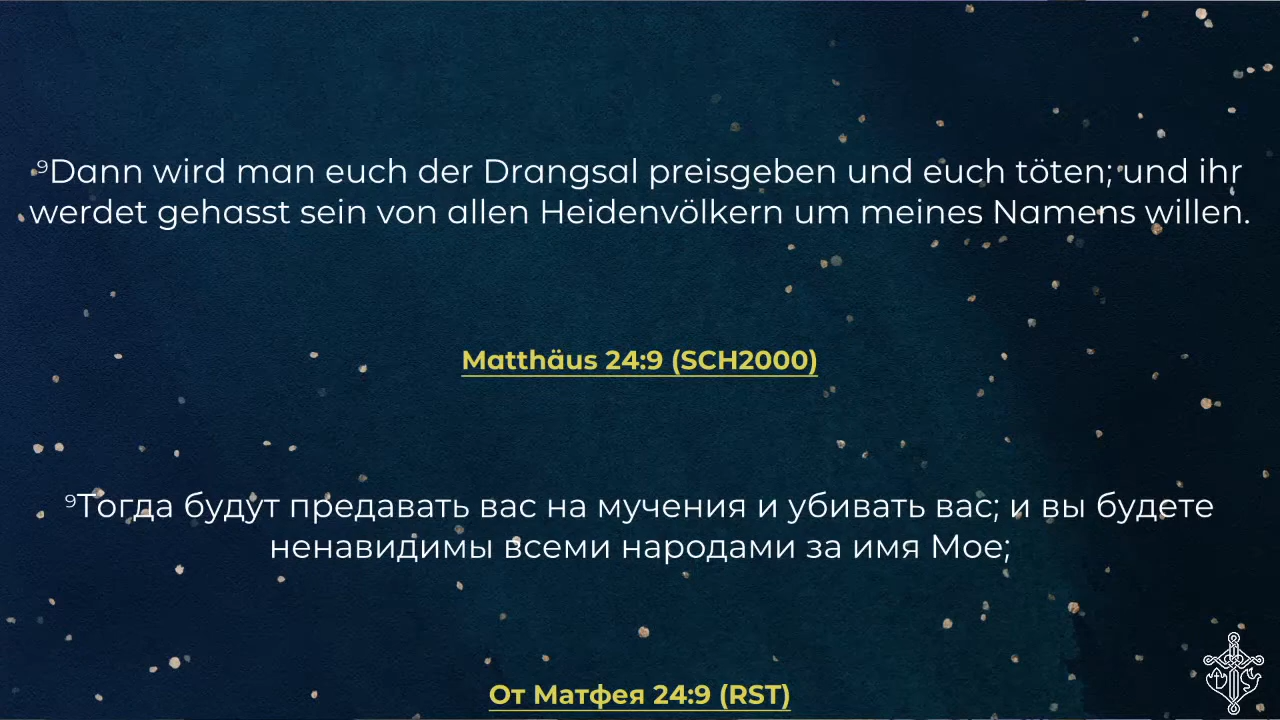 ⁹Dann wird man euch der Drangsal preisgeben und euch töten; und ihr
werdet gehasst sein von allen Heidenvölkern um meines Namens willen.
Matthäus 24:9 (SCH2000)
⁹Тогда будут предавать вас на мучения и убивать вас; и вы будете
ненавидимы всеми народами за имя Мое;
От Матфея 24:9 (RST)